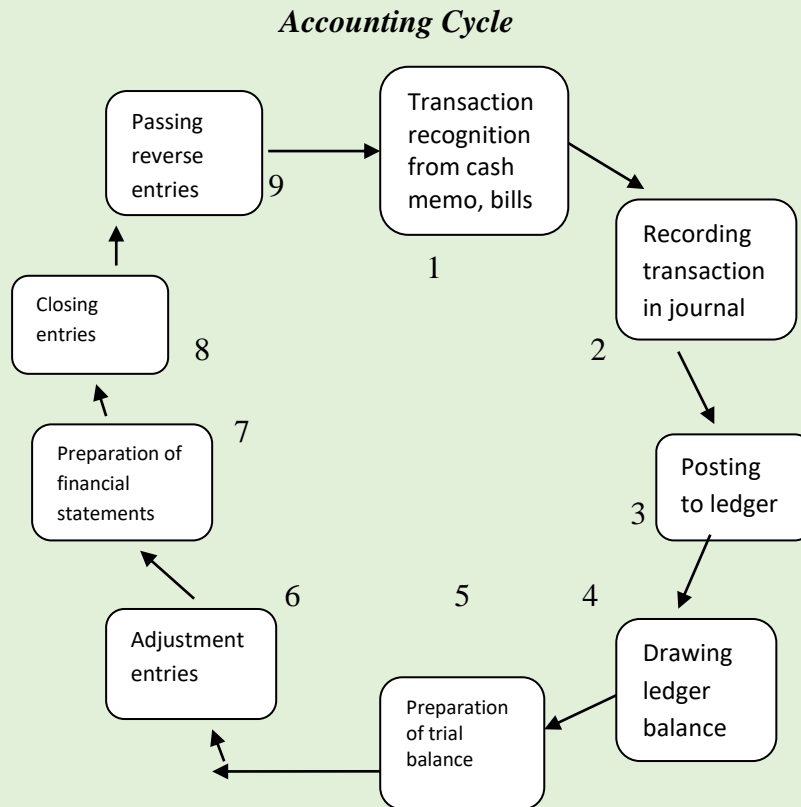 Accounting Cycle
Transaction
recognition
from cash
memo, bills
1
Recording
transaction
in journal
2
Posting
to ledger
3
Drawing
ledger
balance
4
Preparation
of trial
balance
5
Adjustment
entries
6
Preparation of
financial
statements
7
Closing
entries
8
Passing
reverse
entries
9